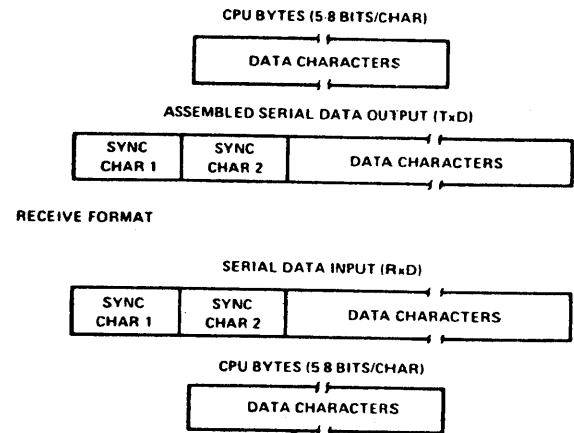 CPU BYTES (5-8 BITS/CHAR)
DATA CHARACTERS
ASSEMBLED SERIAL DATA OUTPUT (TxD)
SYNC CHAR 1
SYNC CHAR 2
DATA CHARACTERS
RECEIVE FORMAT
SERIAL DATA INPUT (RxD)
SYNC CHAR 1
SYNC CHAR 2
DATA CHARACTERS
CPU BYTES (5 8 BITS/CHAR)
DATA CHARACTERS